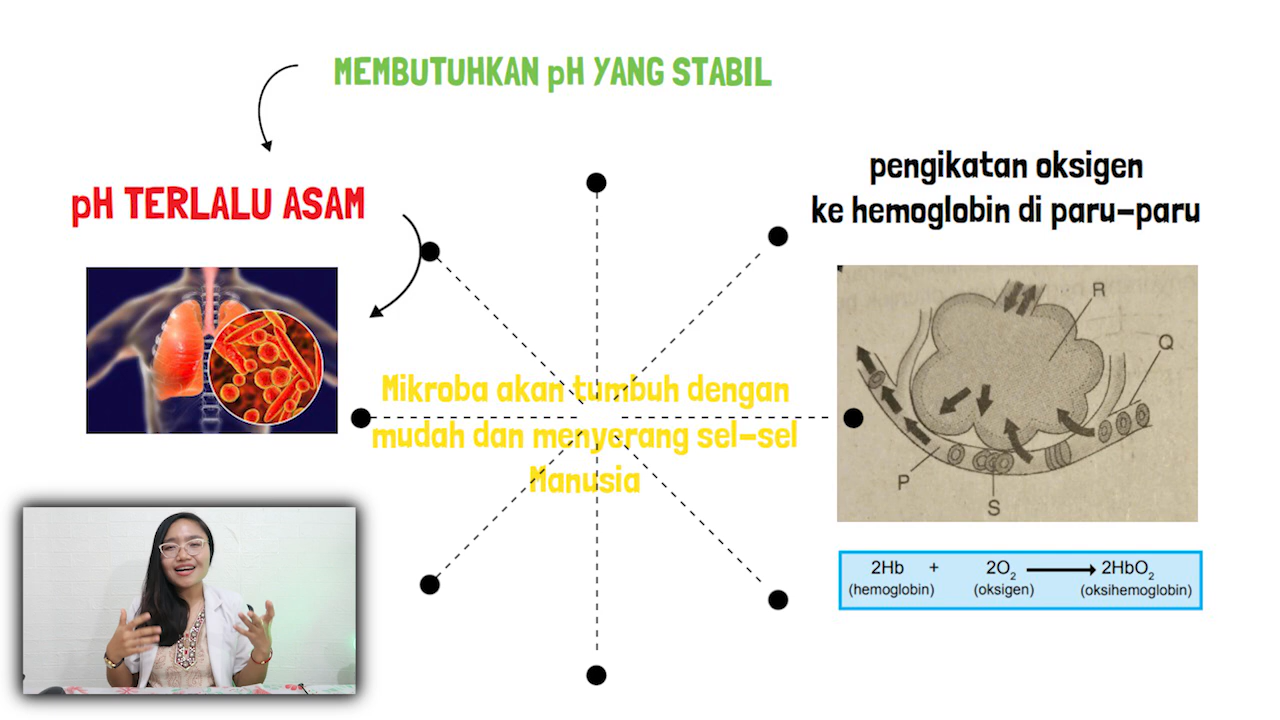 MEMBUTUHKAN pH YANG STABIL
pH TERLALU ASAM
pengikatan oksigen
ke hemoglobin di paru-paru
Mikroba akan tumbuh dengan
mudah dan menyerang sel-sel
Manusia
R
Q
P
S
2Hb + 2O₂ → 2HbO₂
(hemoglobin) (oksigen) (oksihemoglobin)